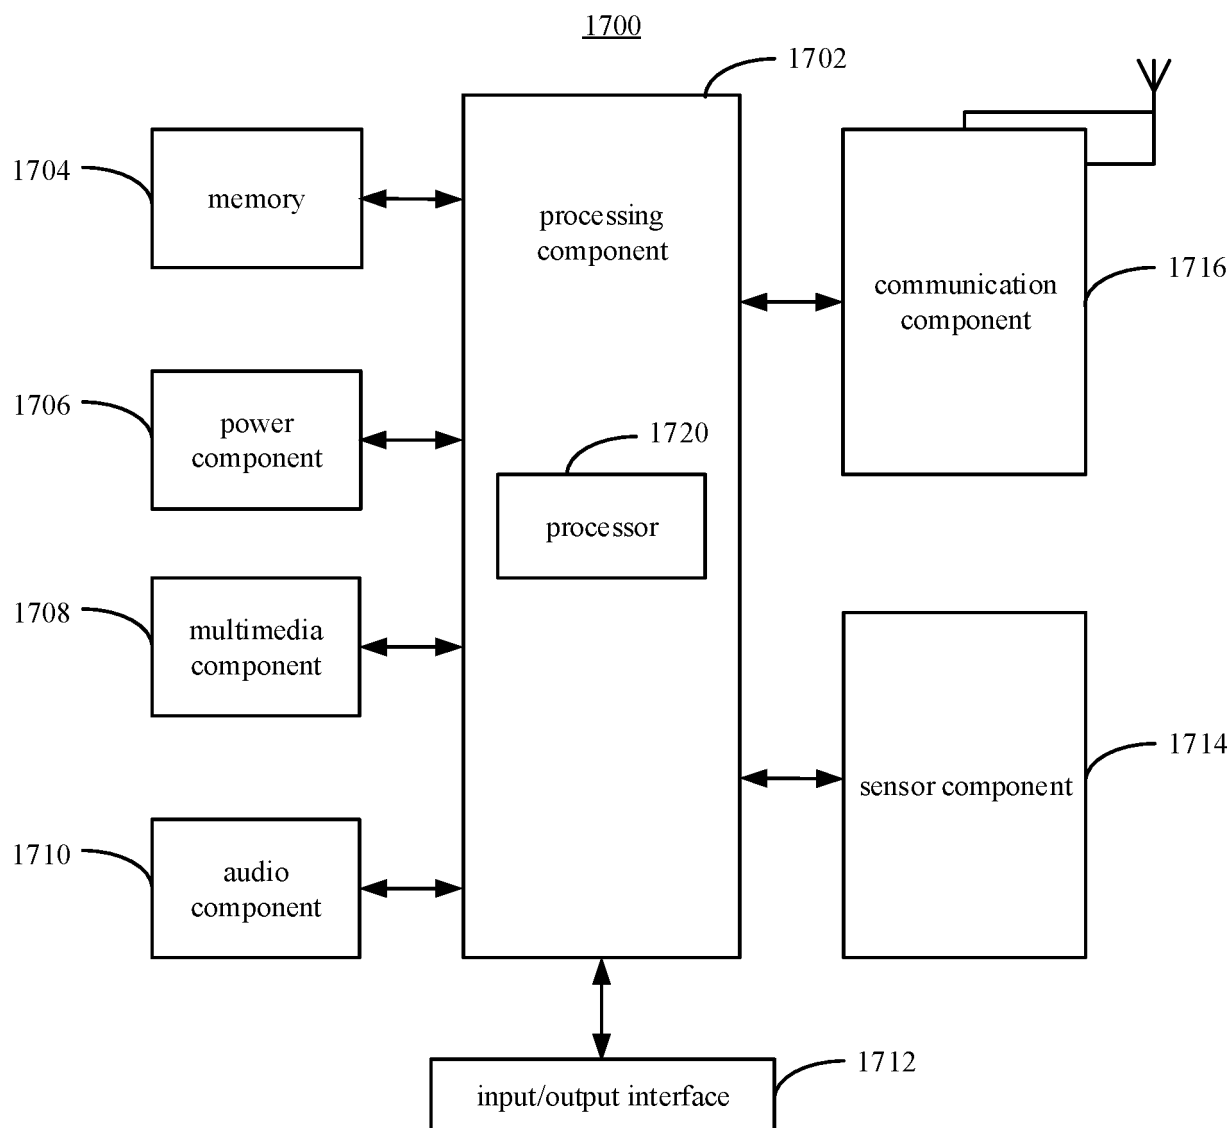 1700
1702
1704
memory
processing
component
communication
component
1716
1706
power
component
1720
processor
1708
multimedia
component
1714
sensor component
1710
audio
component
1712
input/output interface